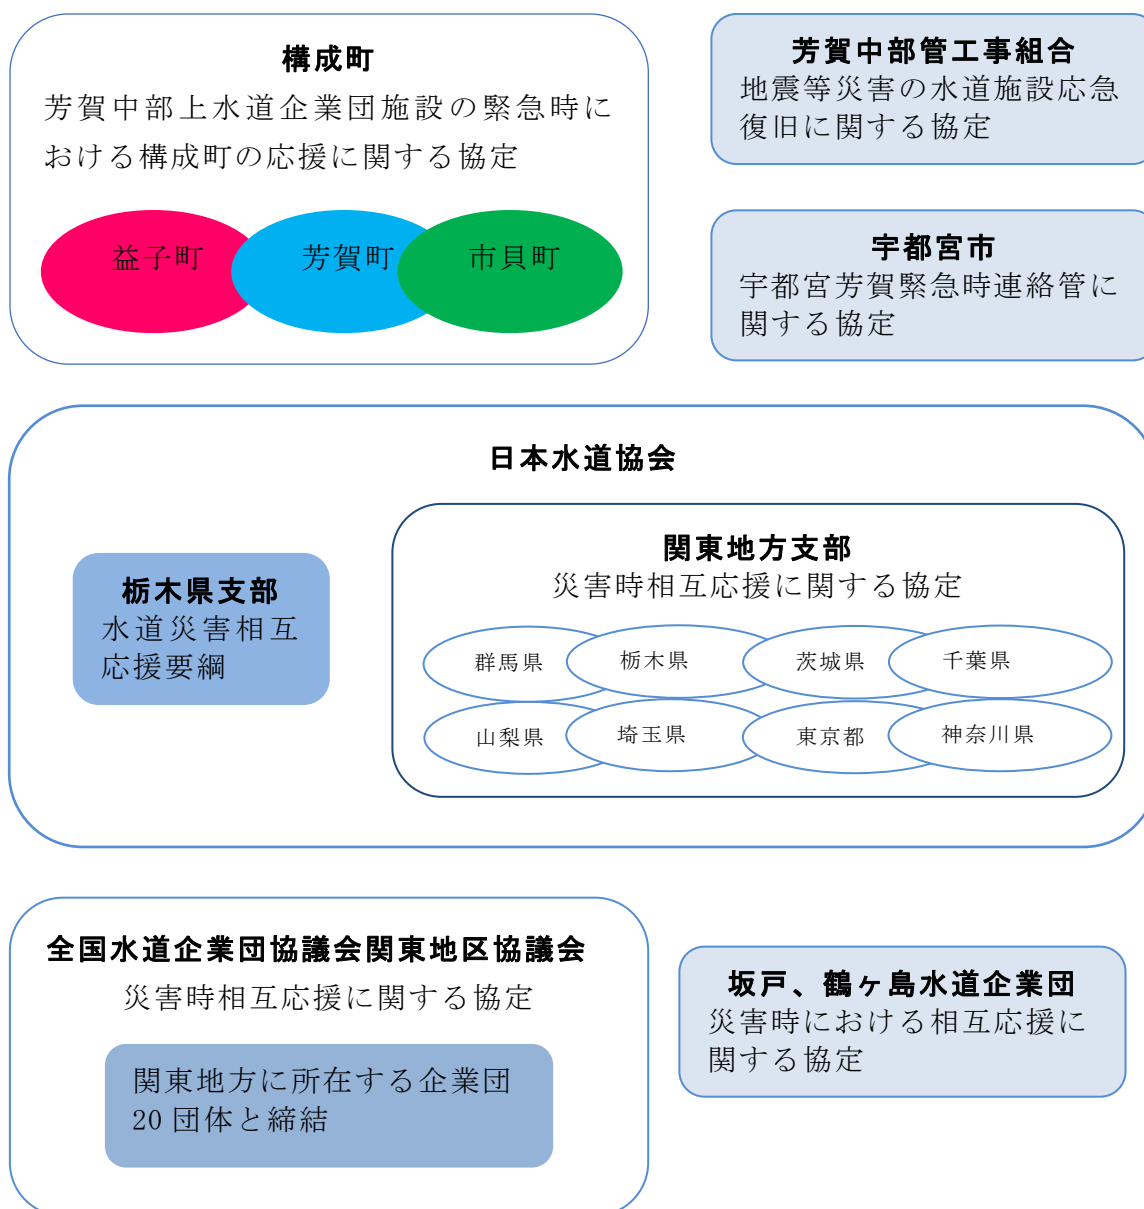 構成町
芳賀中部上水道企業団施設の緊急時に
おける構成町の応援に関する協定
益子町
芳賀町
市貝町
芳賀中部管工事組合
地震等災害の水道施設応急
復旧に関する協定
宇都宮市
宇都宮芳賀緊急時連絡管に
関する協定
日本水道協会
栃木県支部
水道災害相互
応援要綱
関東地方支部
災害時相互応援に関する協定
群馬県
栃木県
茨城県
千葉県
山梨県
埼玉県
東京都
神奈川県
全国水道企業団協議会関東地区協議会
災害時相互応援に関する協定
関東地方に所在する企業団
20 団体と締結
坂戸、鶴ヶ島水道企業団
災害時における相互応援に
関する協定